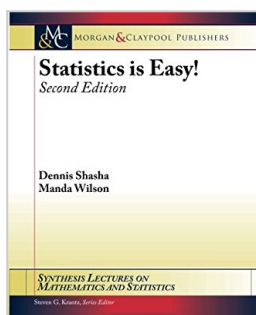 M&C MORGAN&CLAYPOOL PUBLISHERS
Statistics is Easy!
Second Edition
Dennis Shasha
Manda Wilson
SYNTHESIS LECTURES ON
MATHEMATICS AND STATISTICS
Steven G. Krantz, Series Editor